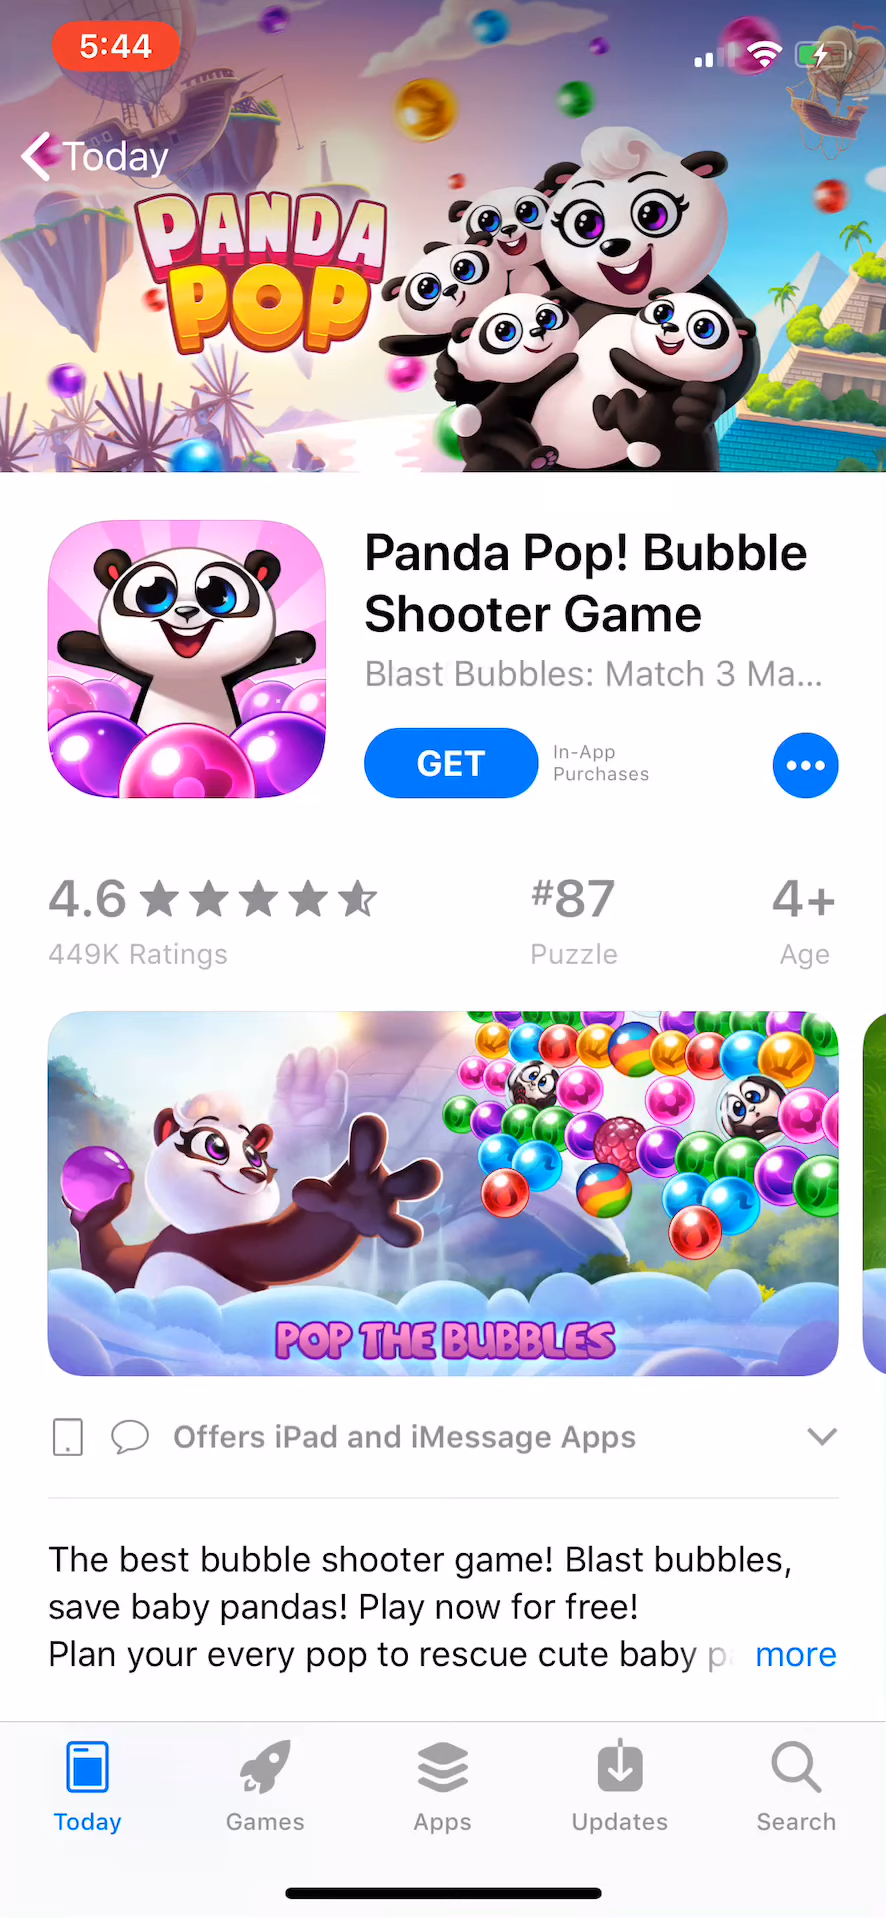 5:44
Today
PANDA
POP
Panda Pop! Bubble
Shooter Game
Blast Bubbles: Match 3 Ma...
GET
In-App
Purchases
4.6
#87
4+
449K Ratings
Puzzle
Age
POP THE BUBBLES
Offers iPad and iMessage Apps
The best bubble shooter game! Blast bubbles,
save baby pandas! Play now for free!
Plan your every pop to rescue cute baby more
Today
Games
Apps
Updates
Search